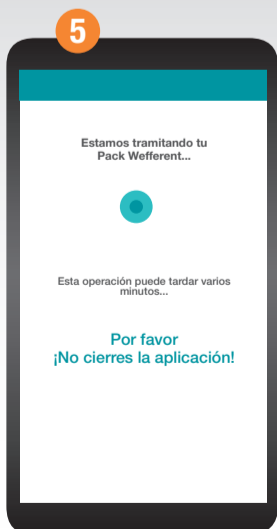 5
Estamos tramitando tu
Pack Wefferent...
Esta operación puede tardar varios
minutos...
Por favor
¡No cierres la aplicación!